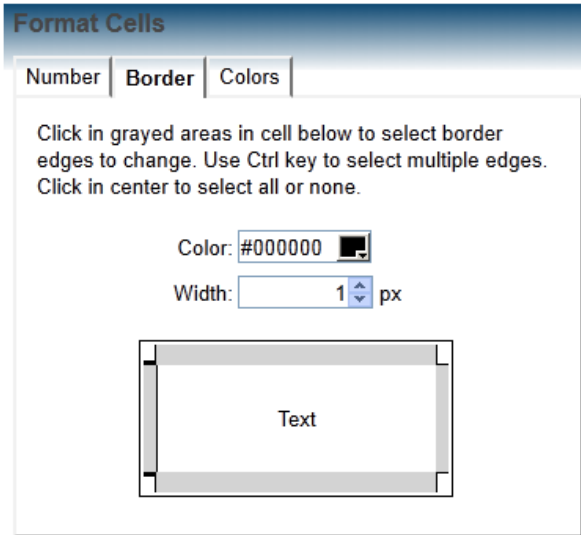 Format Cells
Number Border Colors
Click in grayed areas in cell below to select border
edges to change. Use Ctrl key to select multiple edges.
Click in center to select all or none.
Color: #000000
Width: 1 px
Text